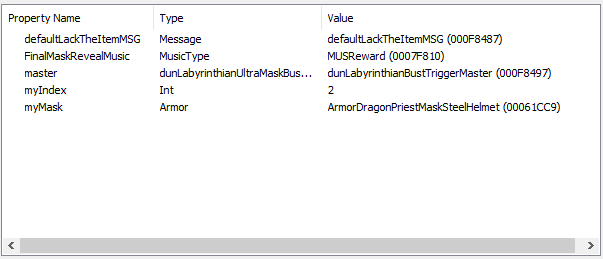 Property Name Type Value
defaultLackTheItemMSG Message defaultLackTheItemMSG (000F8487)
FinalMaskRevealMusic MusicType MUSReward (0007F810)
master dunLabyrinthianUltraMaskBus... dunLabyrinthianBustTriggerMaster (000F8497)
myIndex Int 2
myMask Armor ArmorDragonPriestMaskSteelHelmet (00061CC9)